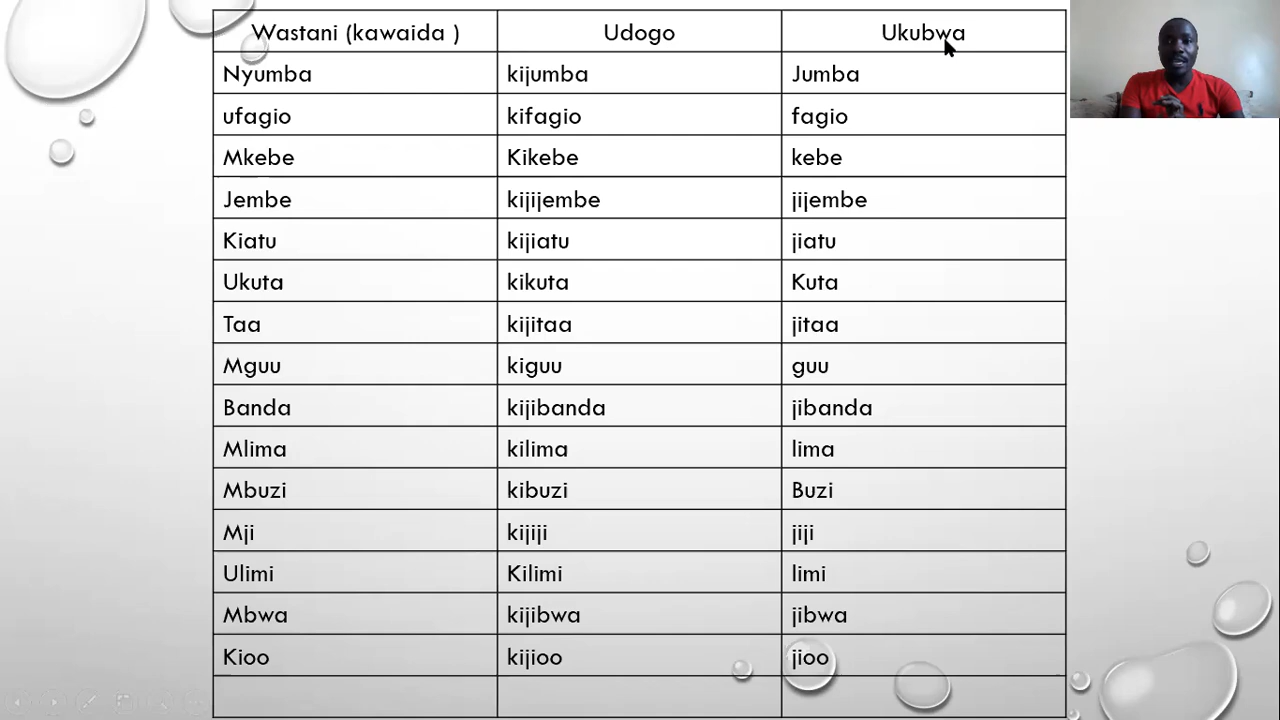 Wastani (kawaida ) Udogo Ukubwa
Nyumba kijumba Jumba
ufagio kifagio fagio
Mkebe Kikebe kebe
Jembe kijijembe jijembe
Kiatu kijiatu jiatu
Ukuta kikuta Kuta
Taa kijitaa jitaa
Mguu kiguu guu
Banda kijibanda jibanda
Mlima kilima lima
Mbuzi kibuzi Buzi
Mji kijiji jiji
Ulimi Kilimi limi
Mbwa kijibwa jibwa
Kioo kijioo jioo